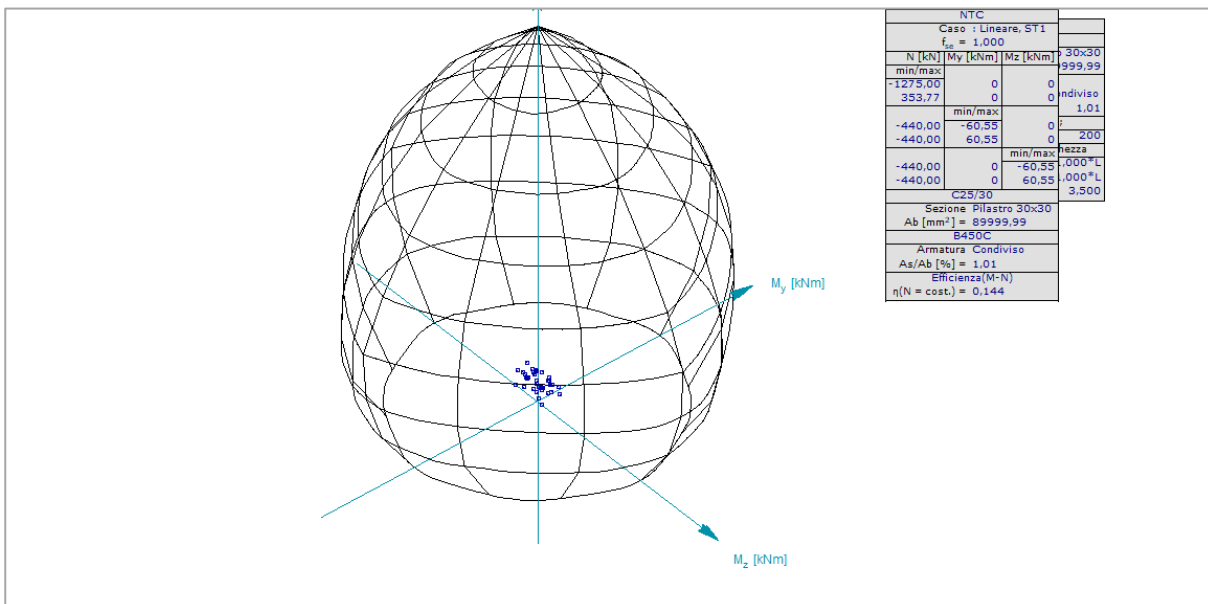 NTC
Caso : Lineare, ST1
fse = 1,000
N [kN] My [kNm] Mz [kNm]
min/max
-1275,00 0 0
353,77 0 0
min/max
-440,00 -60,55 0
-440,00 60,55 0
min/max
-440,00 0 -60,55
-440,00 0 60,55
C25/30
Sezione Pilastro 30x30
Ab [mm²] = 89999,99
B450C
Armatura Condiviso
As/Ab [%] = 1,01
Efficienza(M-N)
η(N = cost.) = 0,144
30x30
9999,99
ndiviso
1,01
200
hezza
,000*L
,000*L
3,500
My [kNm]
Mz [kNm]